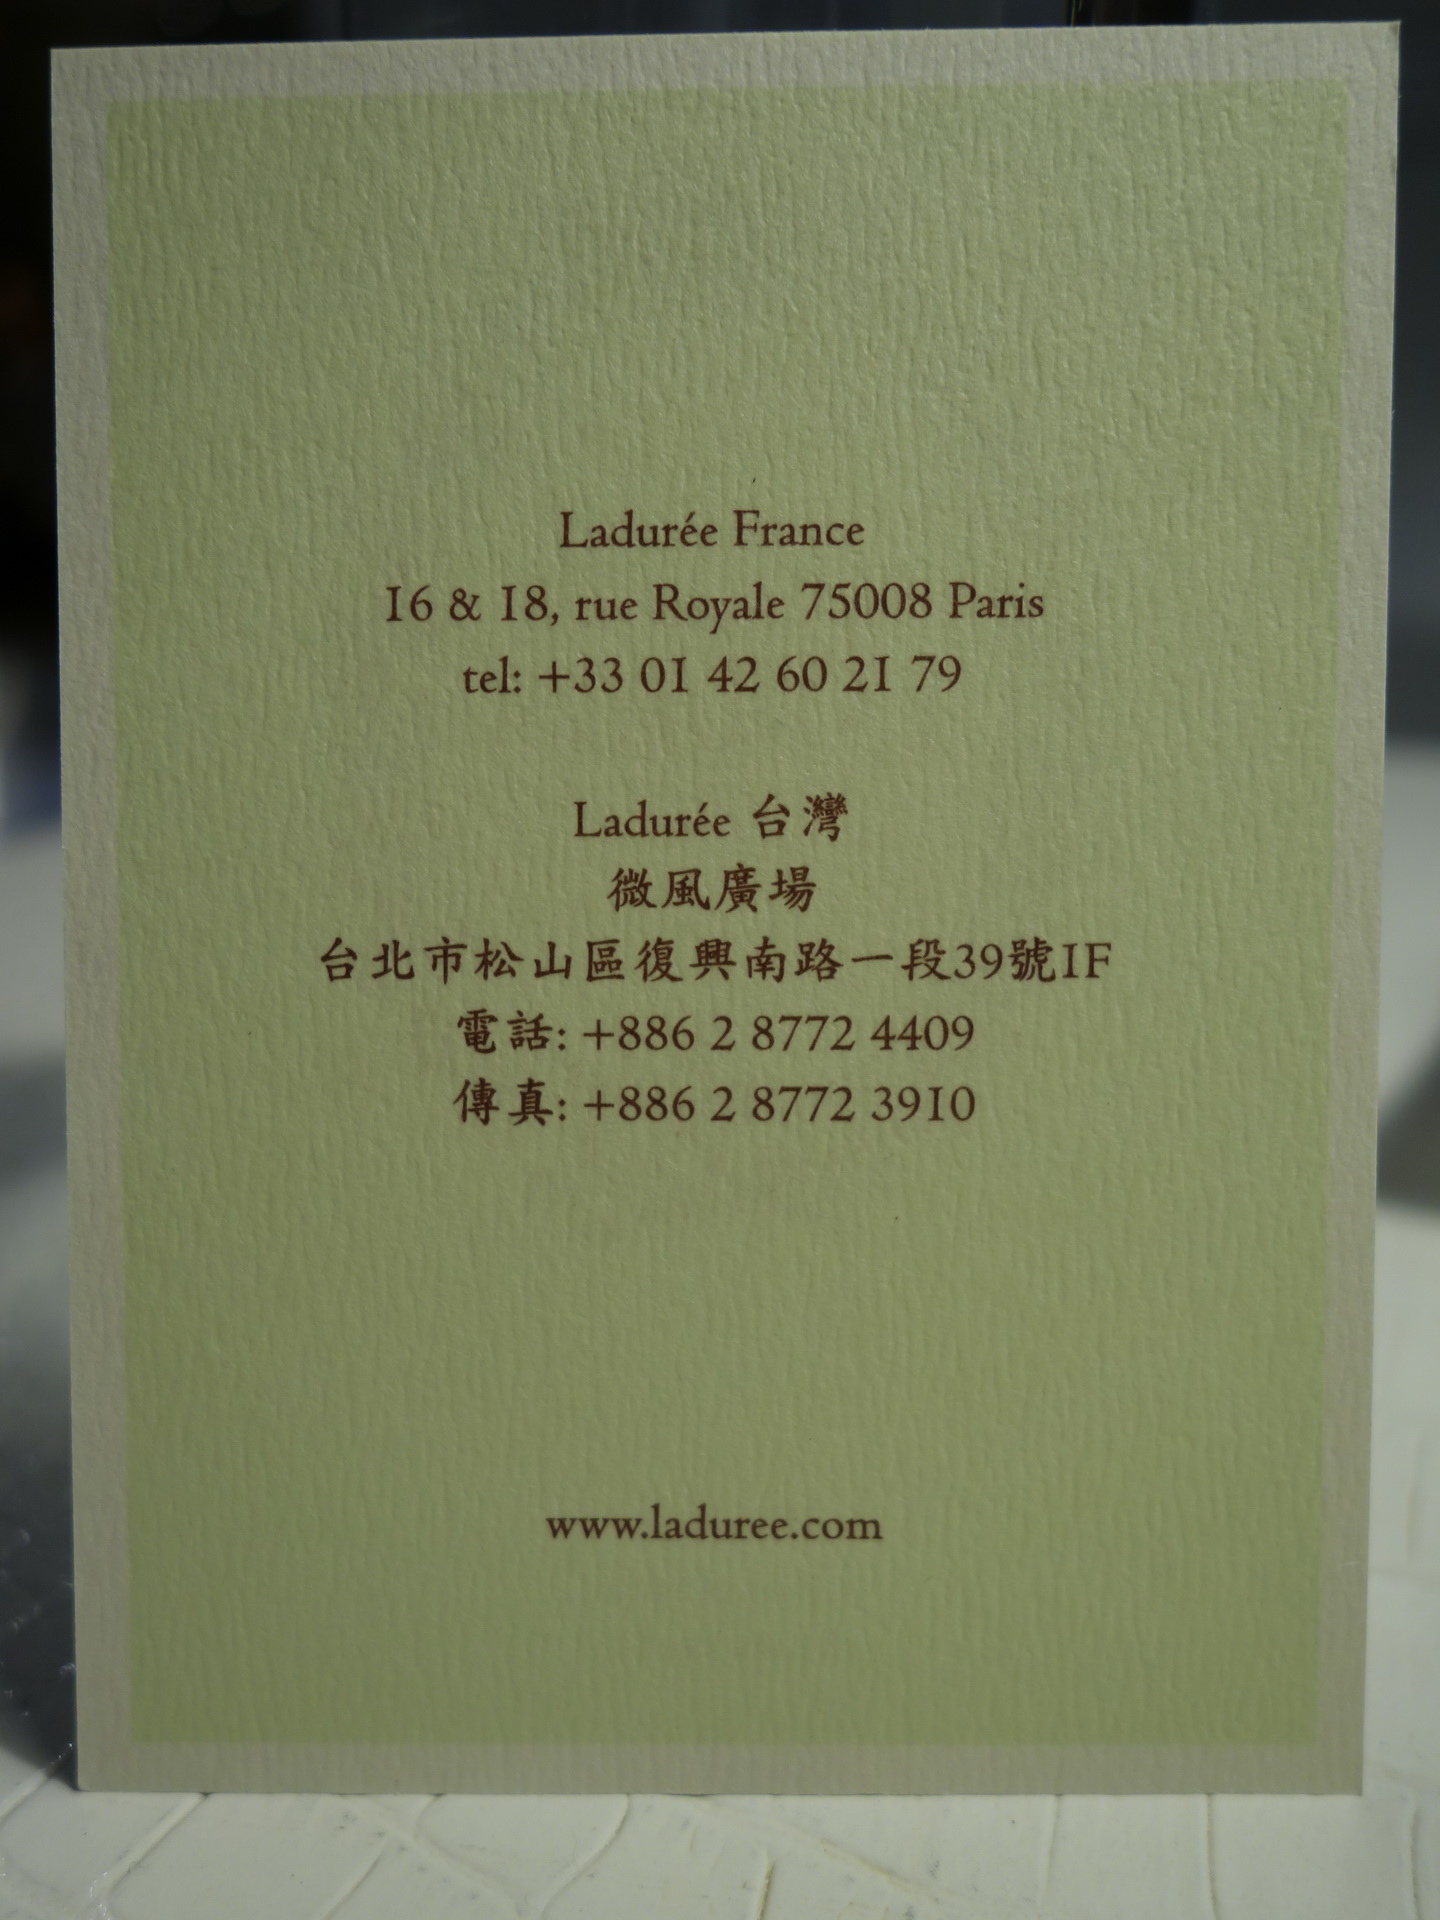 Ladurée France
16 & 18, rue Royale 75008 Paris
tel: +33 01 42 60 21 79
Ladurée 台灣
微風廣場
台北市松山區復興南路一段39號1F
電話: +886 2 8772 4409
傳真: +886 2 8772 3910
www.laduree.com